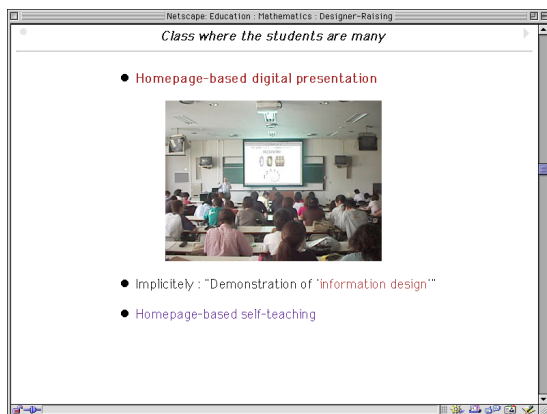 Netscape: Education : Mathematics : Designer-Raising
Class where the students are many
Homepage-based digital presentation
Implicitely : "Demonstration of 'information design'"
Homepage-based self-teaching